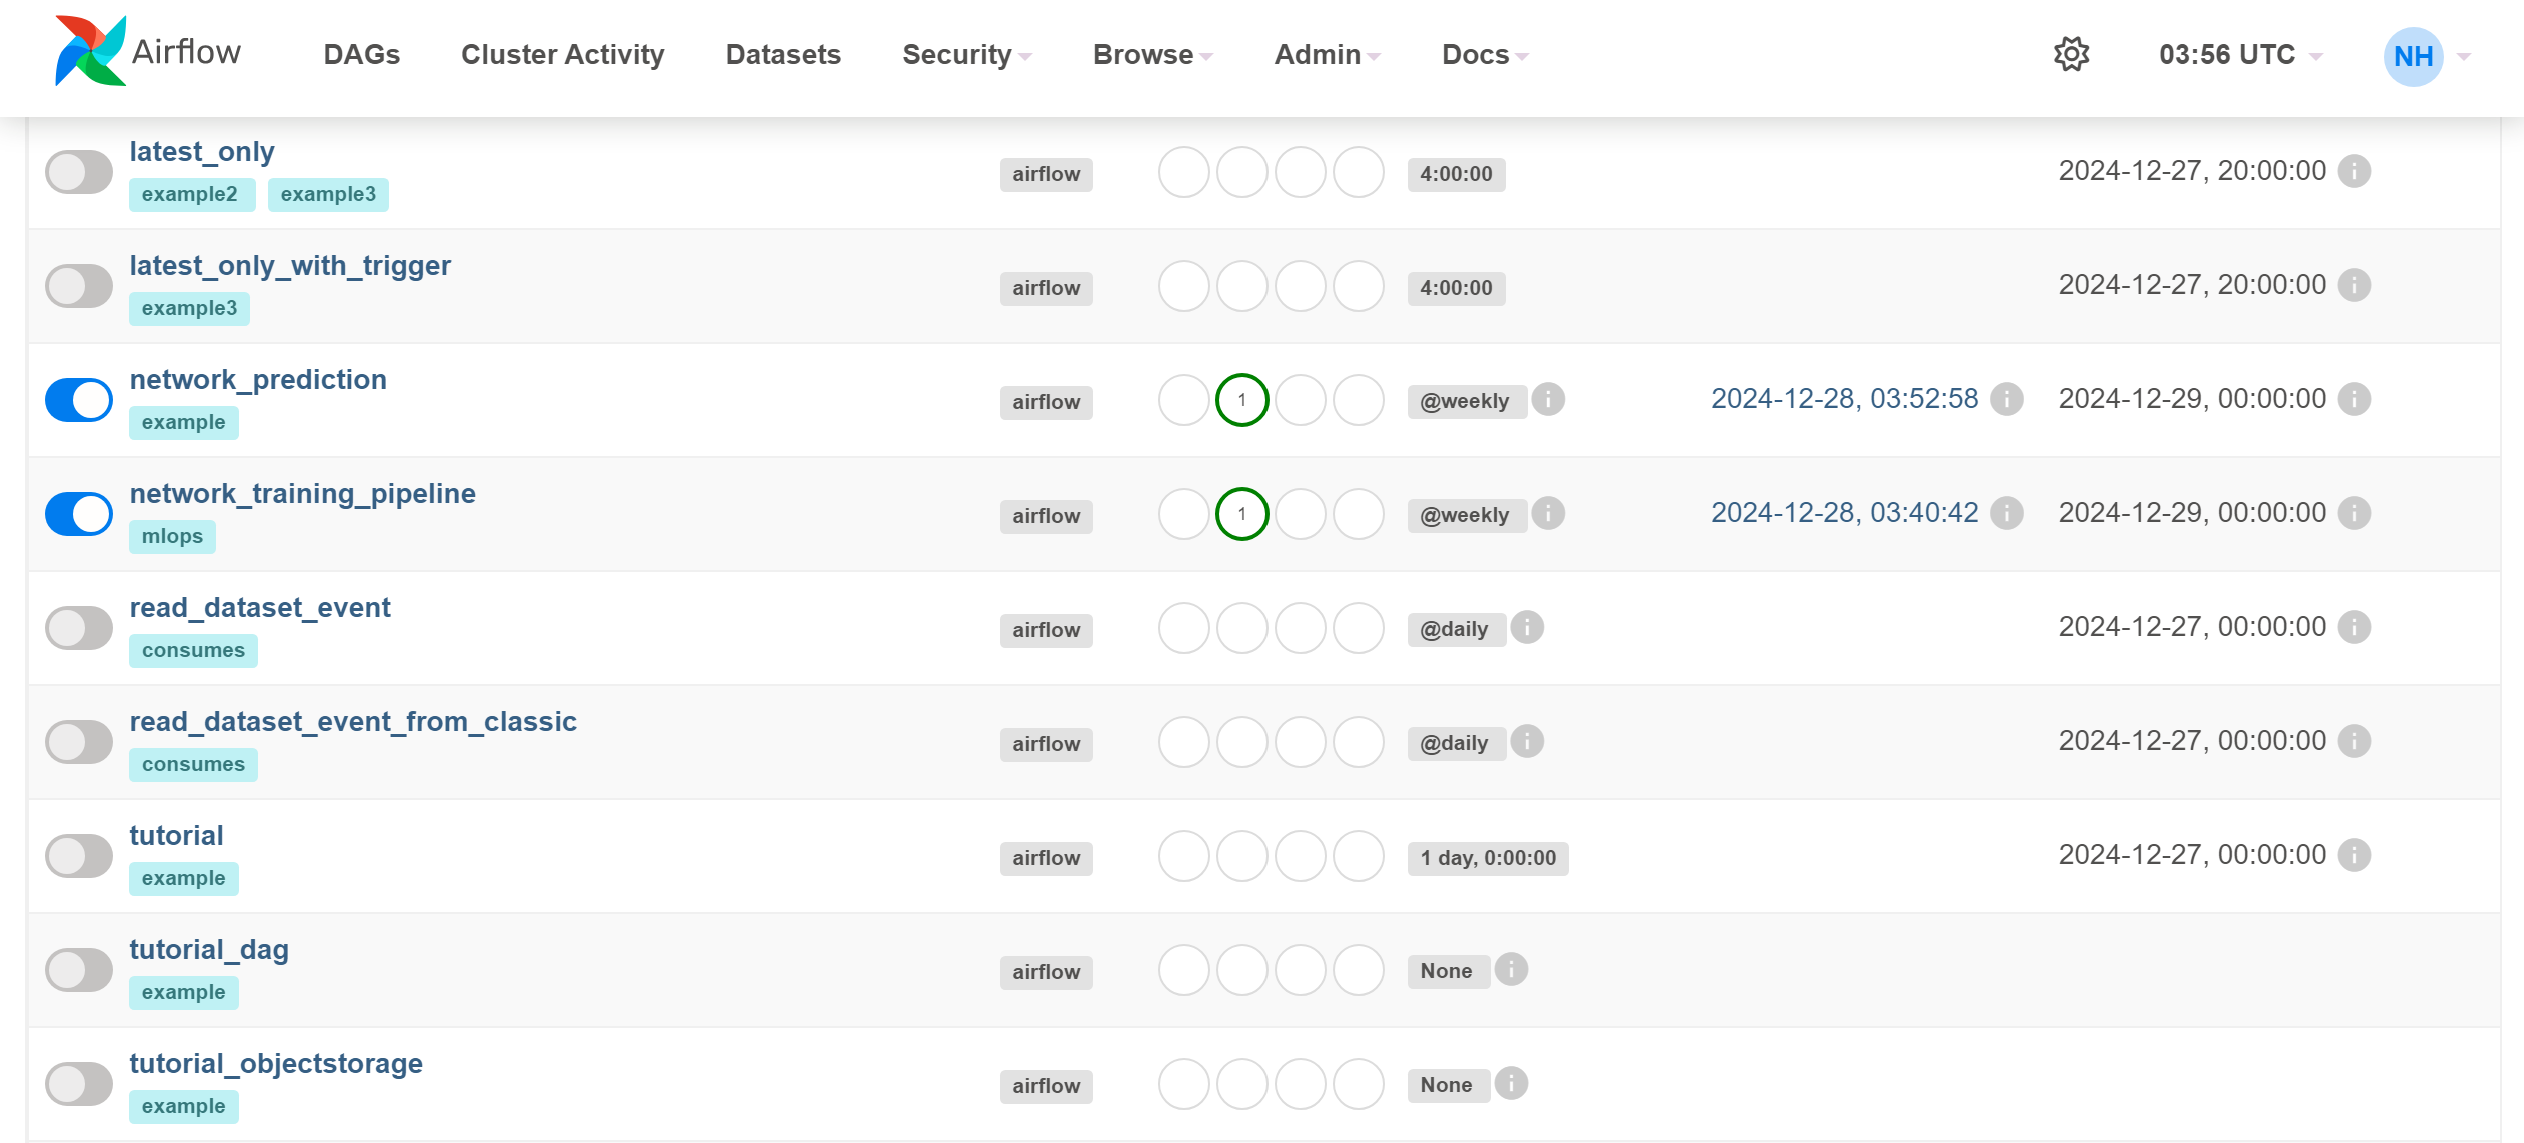 Airflow DAGs Cluster Activity Datasets Security Browse Admin Docs 03:56 UTC NH
latest_only
example2 example3 airflow 4:00:00 2024-12-27, 20:00:00
latest_only_with_trigger
example3 airflow 4:00:00 2024-12-27, 20:00:00
network_prediction
example airflow 1 @weekly 2024-12-28, 03:52:58 2024-12-29, 00:00:00
network_training_pipeline
mlops airflow 1 @weekly 2024-12-28, 03:40:42 2024-12-29, 00:00:00
read_dataset_event
consumes airflow @daily 2024-12-27, 00:00:00
read_dataset_event_from_classic
consumes airflow @daily 2024-12-27, 00:00:00
tutorial
example airflow 1 day, 0:00:00 2024-12-27, 00:00:00
tutorial_dag
example airflow None
tutorial_objectstorage
example airflow None